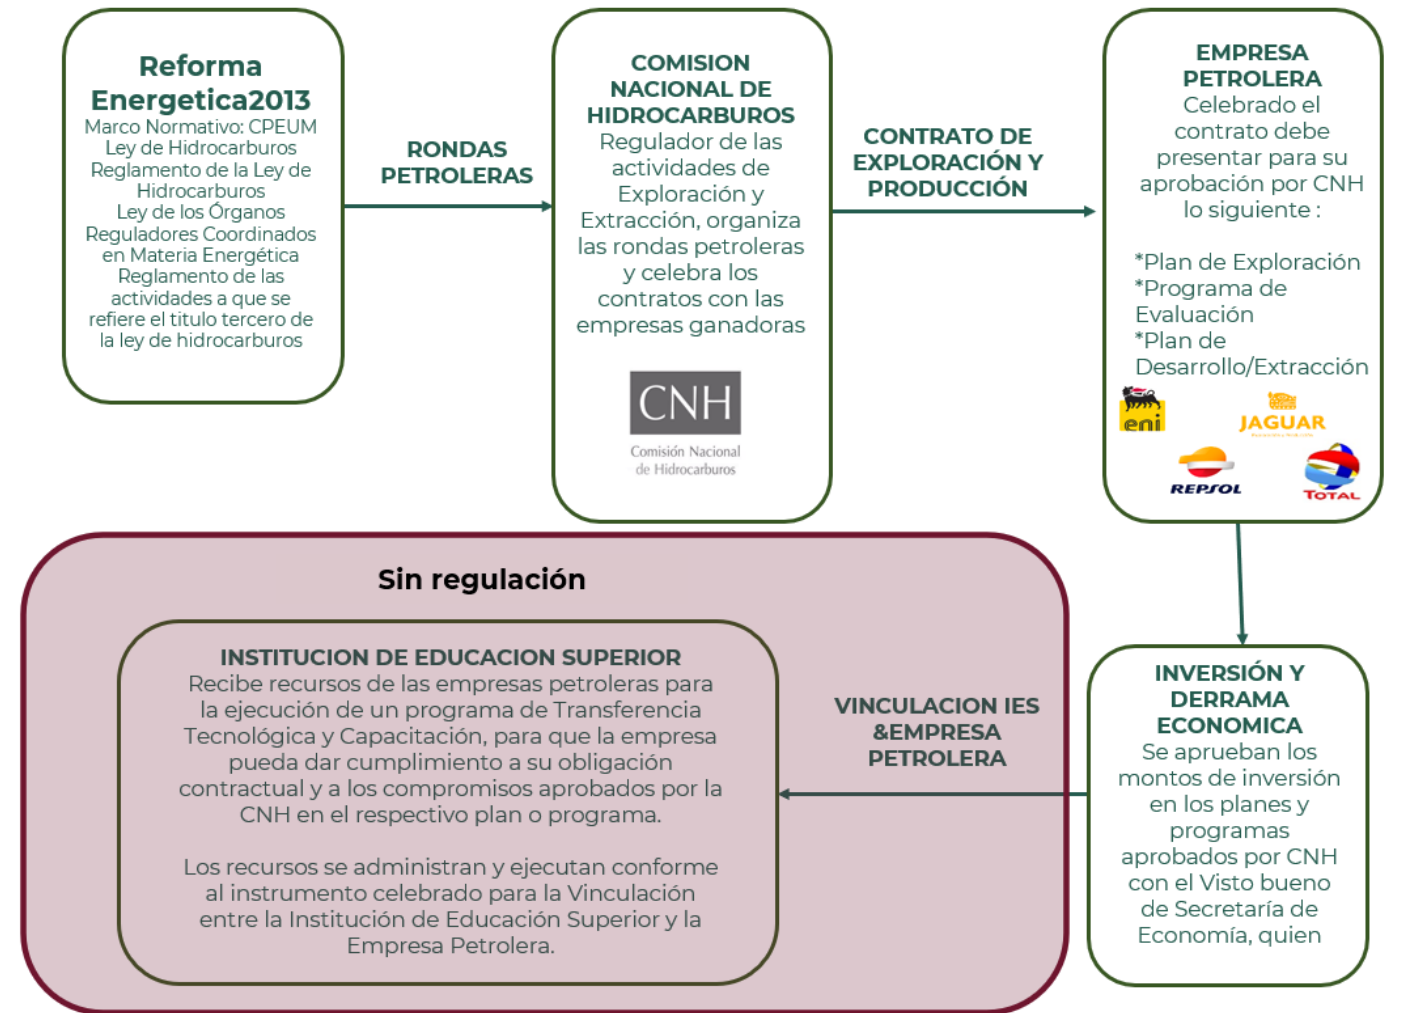 Reforma
Energetica2013
Marco Normativo: CPEUM
Ley de Hidrocarburos
Reglamento de la Ley de
Hidrocarburos
Ley de los Órganos
Reguladores Coordinados
en Materia Energética
Reglamento de las
actividades a que se
refiere el titulo tercero de
la ley de hidrocarburos
RONDAS
PETROLERAS
COMISION
NACIONAL DE
HIDROCARBUROS
Regulador de las
actividades de
Exploración y
Extracción, organiza
las rondas petroleras
y celebra los
contratos con las
empresas ganadoras
CNH
Comisión Nacional
de Hidrocarburos
CONTRATO DE
EXPLORACIÓN Y
PRODUCCIÓN
EMPRESA
PETROLERA
Celebrado el
contrato debe
presentar para su
aprobación por CNH
lo siguiente :
*Plan de Exploración
*Programa de
Evaluación
*Plan de
Desarrollo/Extracción
eni
JAGUAR
REPSOL
TOTAL
INVERSIÓN Y
DERRAMA
ECONOMICA
Se aprueban los
montos de inversión
en los planes y
programas
aprobados por CNH
con el Visto bueno
de Secretaría de
Economía, quien
VINCULACION IES
&EMPRESA
PETROLERA
Sin regulación
INSTITUCION DE EDUCACION SUPERIOR
Recibe recursos de las empresas petroleras para
la ejecución de un programa de Transferencia
Tecnológica y Capacitación, para que la empresa
pueda dar cumplimiento a su obligación
contractual y a los compromisos aprobados por la
CNH en el respectivo plan o programa.
Los recursos se administran y ejecutan conforme
al instrumento celebrado para la Vinculación
entre la Institución de Educación Superior y la
Empresa Petrolera.